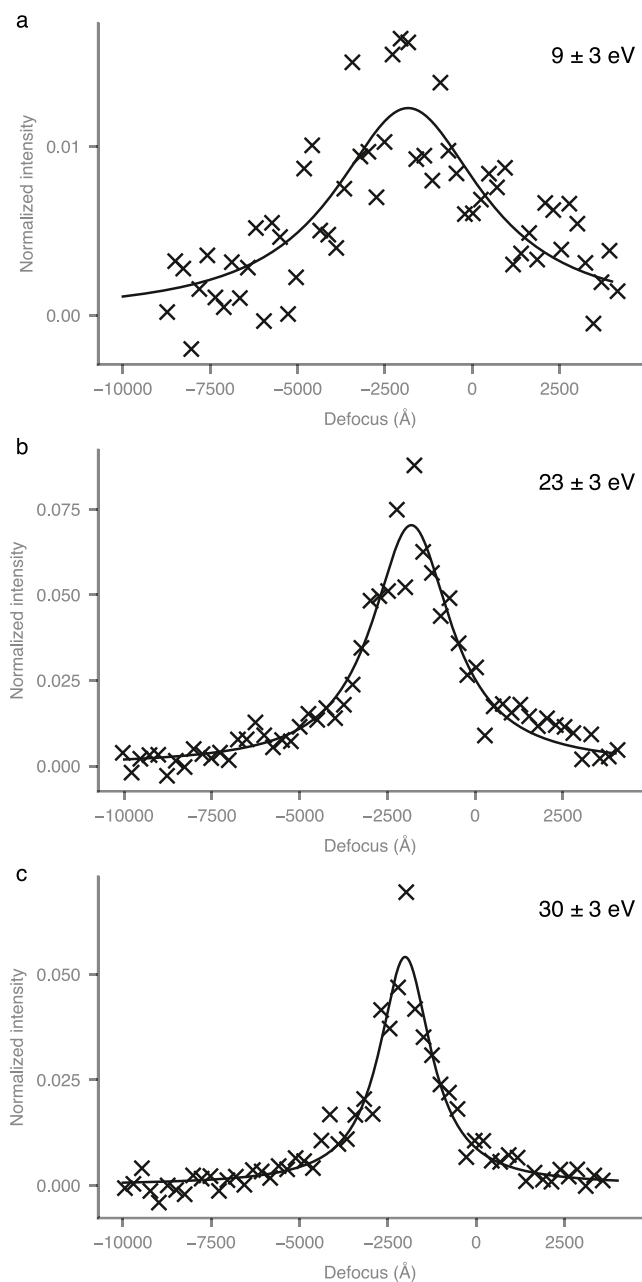 a
9 ± 3 eV
Normalized intensity
0.01
0.00
−10000 −7500 −5000 −2500 0 2500
Defocus (Å)
b
23 ± 3 eV
Normalized intensity
0.075
0.050
0.025
0.000
−10000 −7500 −5000 −2500 0 2500
Defocus (Å)
c
30 ± 3 eV
Normalized intensity
0.050
0.025
0.000
−10000 −7500 −5000 −2500 0 2500
Defocus (Å)